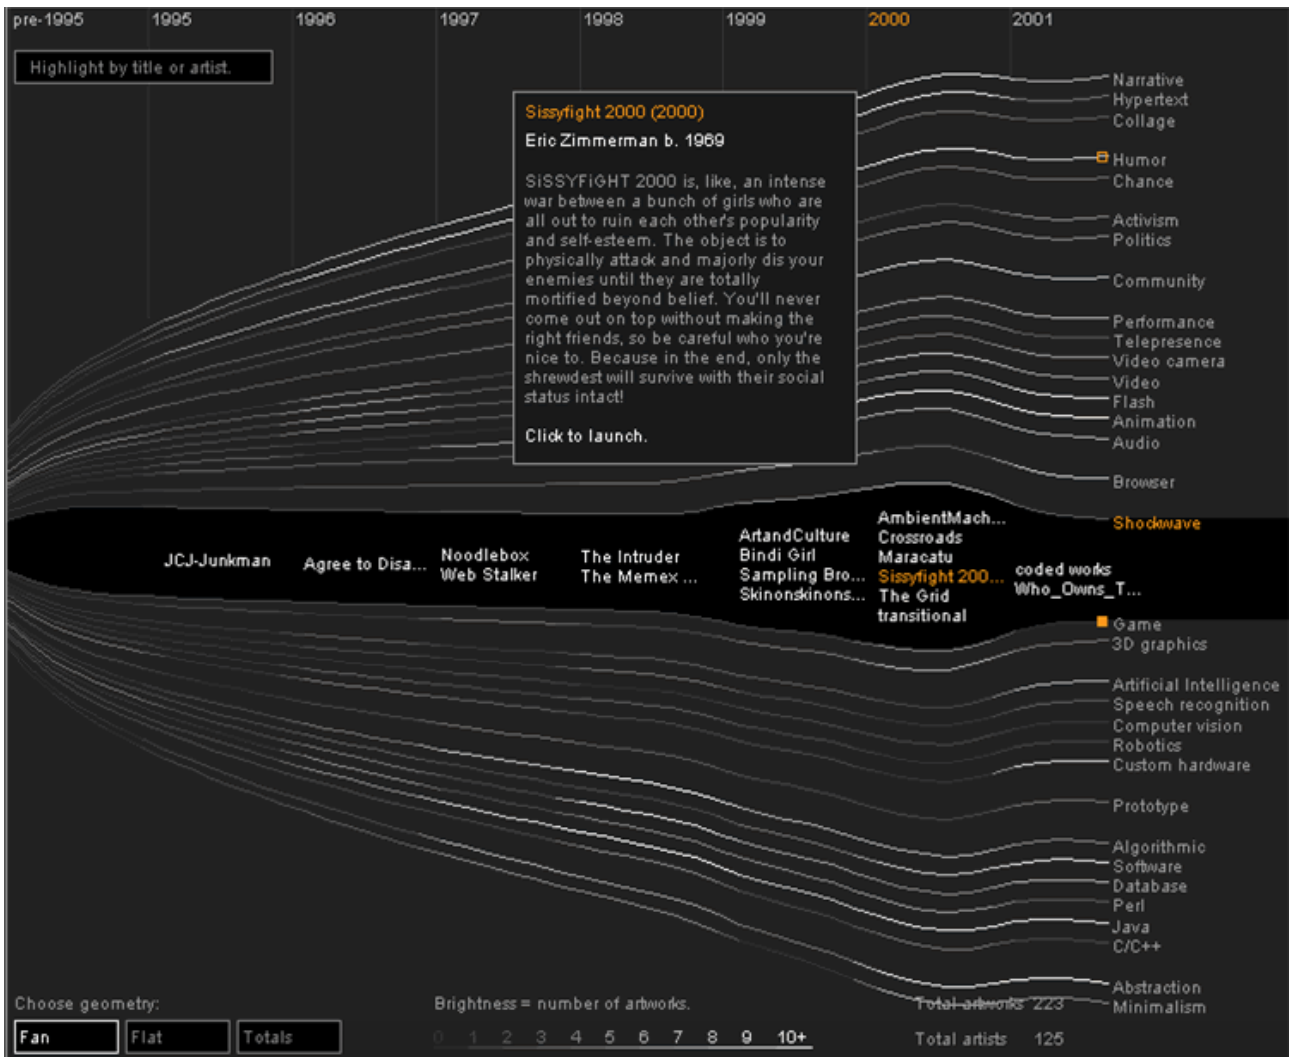 pre-1995 1995 1996 1997 1998 1999 2000 2001
Highlight by title or artist.
Sissyfight 2000 (2000)
Eric Zimmerman b. 1969
SiSSYFiGHT 2000 is, like, an intense
war between a bunch of girls who are
all out to ruin each other's popularity
and self-esteem. The object is to
physically attack and majorly dis your
enemies until they are totally
mortified beyond belief. You'll never
come out on top without making the
right friends, so be careful who you're
nice to. Because in the end, only the
shrewdest will survive with their social
status intact!
Click to launch.
Narrative
Hypertext
Collage
Humor
Chance
Activism
Politics
Community
Performance
Telepresence
Video camera
Video
Flash
Animation
Audio
Browser
Shockwave
JCJ-Junkman
Agree to Disa...
Noodlebox
Web Stalker
The Intruder
The Memex ...
ArtandCulture
Bindi Girl
Sampling Bro...
Skinonskinons...
AmbientMach...
Crossroads
Maracatu
Sissyfight 200...
The Grid
transitional
coded works
Who_Owns_T...
Game
3D graphics
Artificial Intelligence
Speech recognition
Computer vision
Robotics
Custom hardware
Prototype
Algorithmic
Software
Database
Perl
Java
C/C++
Abstraction
Minimalism
Choose geometry:
Fan Flat Totals
Brightness = number of artworks.
0 1 2 3 4 5 6 7 8 9 10+
Total artworks 223
Total artists 125